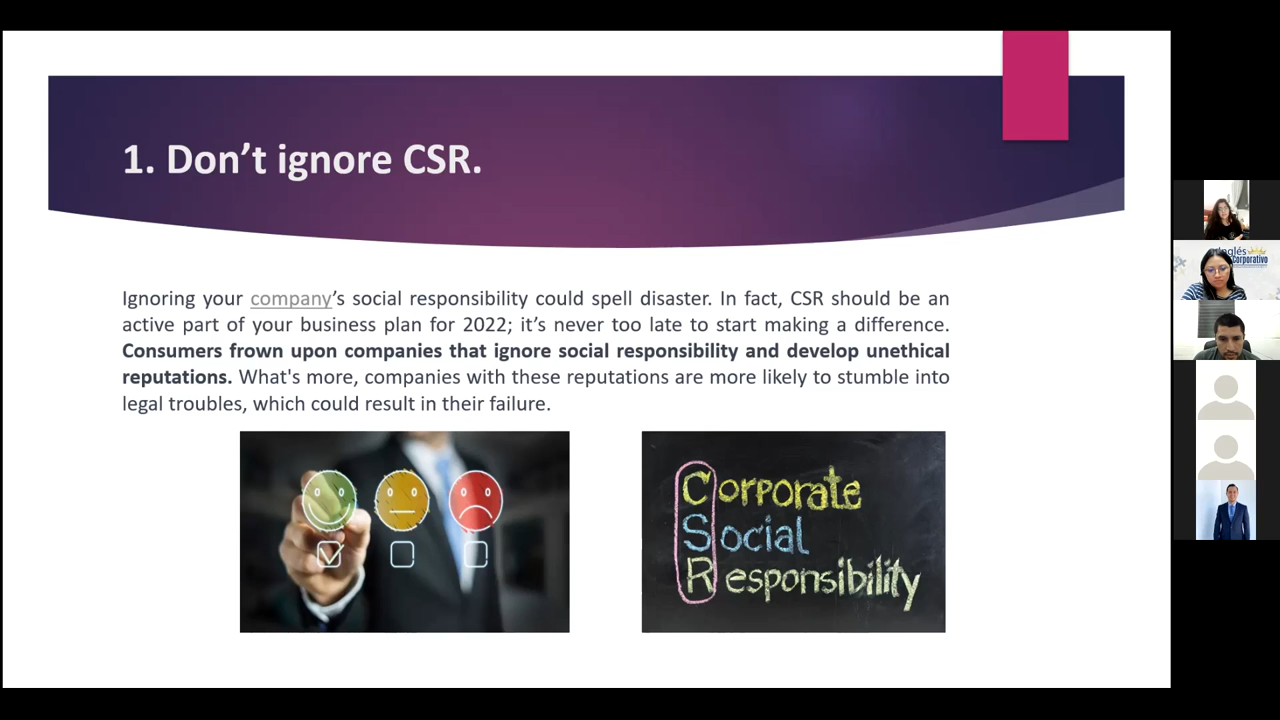 1. Don’t ignore CSR.
Ignoring your company’s social responsibility could spell disaster. In fact, CSR should be an
active part of your business plan for 2022; it’s never too late to start making a difference.
Consumers frown upon companies that ignore social responsibility and develop unethical
reputations. What's more, companies with these reputations are more likely to stumble into
legal troubles, which could result in their failure.
Corporate
Social
Responsibility
Inglés
Corporativo